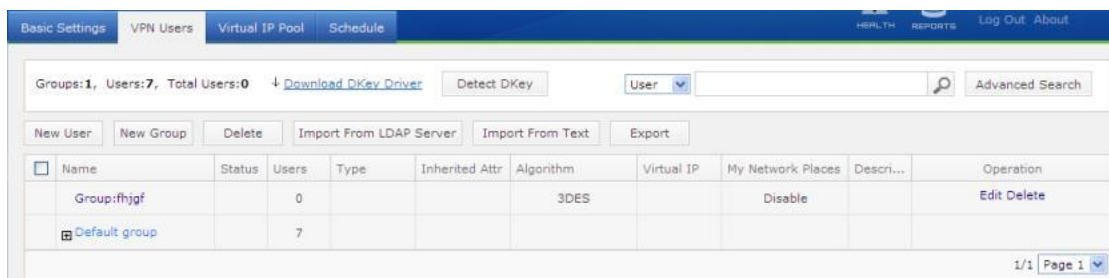 Basic Settings VPN Users Virtual IP Pool Schedule HEALTH REPORTS Log Out About
Groups:1, Users:7, Total Users:0 ↓ Download DKey Driver Detect DKey User Advanced Search
New User New Group Delete Import From LDAP Server Import From Text Export
Name Status Users Type Inherited Attr Algorithm Virtual IP My Network Places Descri... Operation
Group:fhjgf 0 3DES Disable Edit Delete
Default group 7
1/1 Page 1